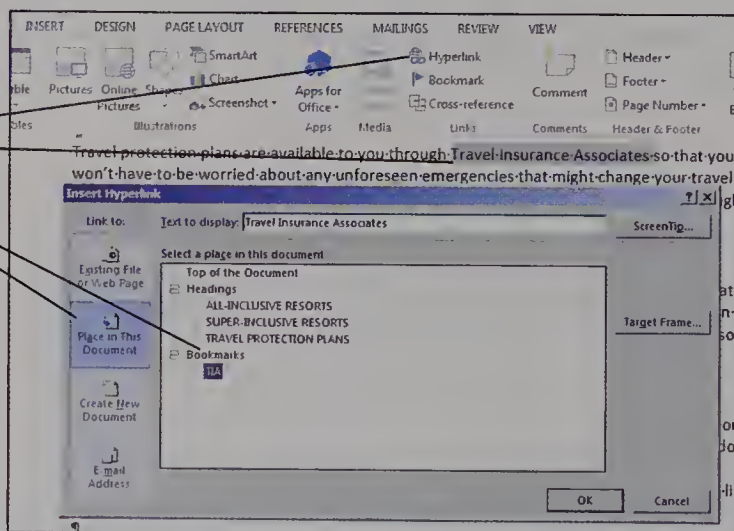 INSERT DESIGN PAGE LAYOUT REFERENCES MAILINGS REVIEW VIEW
ble Pictures Online Pictures Shapes
SmartArt
Chart
Screenshot
Apps for Office
Hyperlink
Bookmark
Cross-reference
Comment
Header
Footer
Page Number
bles Illustrations Apps Media Links Comments Header & Footer
Travel·protection·plans·are·available·to·you·through·Travel·Insurance·Associates·so·that·you
won't·have·to·be·worried·about·any·unforeseen·emergencies·that·might·change·your·travel
Insert Hyperlink
Link to: Text to display: Travel Insurance Associates ScreenTip...
Select a place in this document
Existing File or Web Page
Top of the Document
Headings
ALL-INCLUSIVE RESORTS
SUPER-INCLUSIVE RESORTS
TRAVEL PROTECTION PLANS
Bookmarks
TIA
Place in This Document
Target Frame...
Create New Document
E-mail Address
OK Cancel
¶